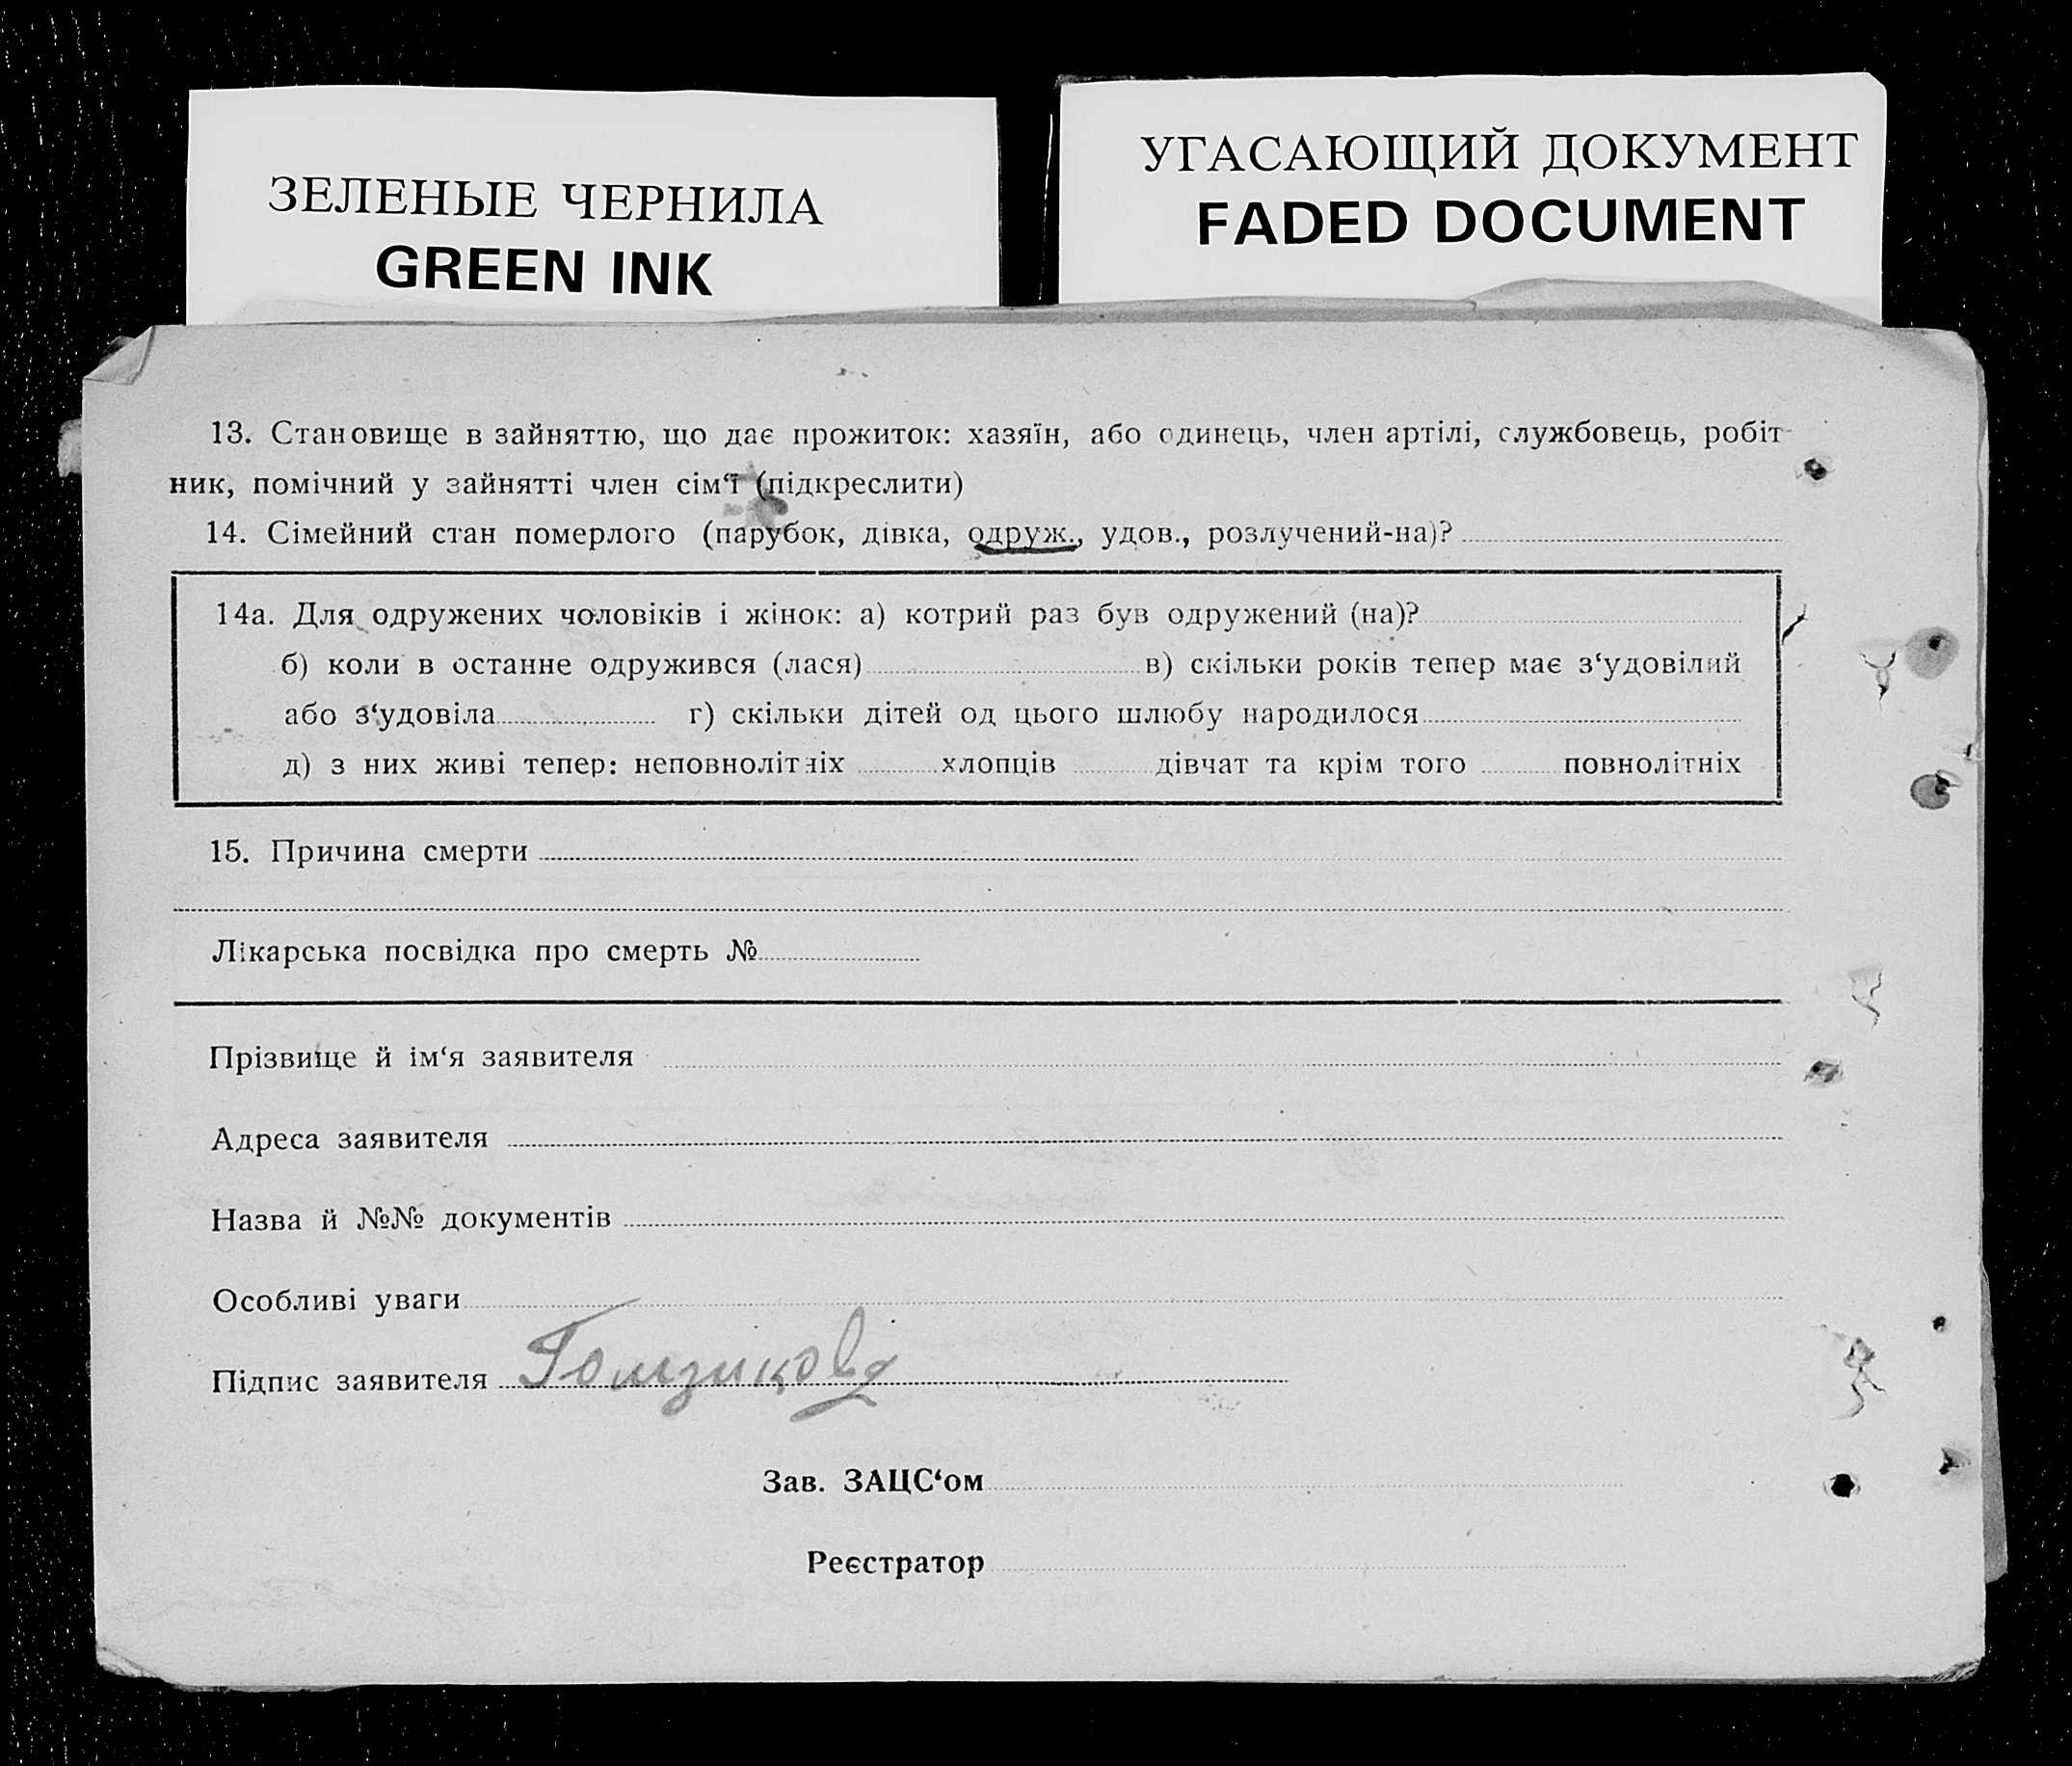 ЗЕЛЕНЫЕ ЧЕРНИЛА
GREEN INK
УГАСАЮЩИЙ ДОКУМЕНТ
FADED DOCUMENT
13. Становище в зайняттю, що дає прожиток: хазяїн, або одинець, член артілі, службовець, робіт-
ник, помічний у зайнятті член сім‘ї (підкреслити)
14. Сімейний стан померлого (парубок, дівка, одруж., удов., розлучений-на)?
14а. Для одружених чоловіків і жінок: а) котрий раз був одружений (на)?
б) коли в останнє одружився (лася) в) скільки років тепер має з‘удовілий
або з‘удовіла г) скільки дітей од цього шлюбу народилося
д) з них живі тепер: неповнолітніх хлопців дівчат та крім того повнолітніх
15. Причина смерти
Лікарська посвідка про смерть №
Прізвище й ім‘я заявителя
Адреса заявителя
Назва й №№ документів
Особливі уваги
Підпис заявителя Гомзикова
Зав. ЗАЦС‘ом
Реєстратор